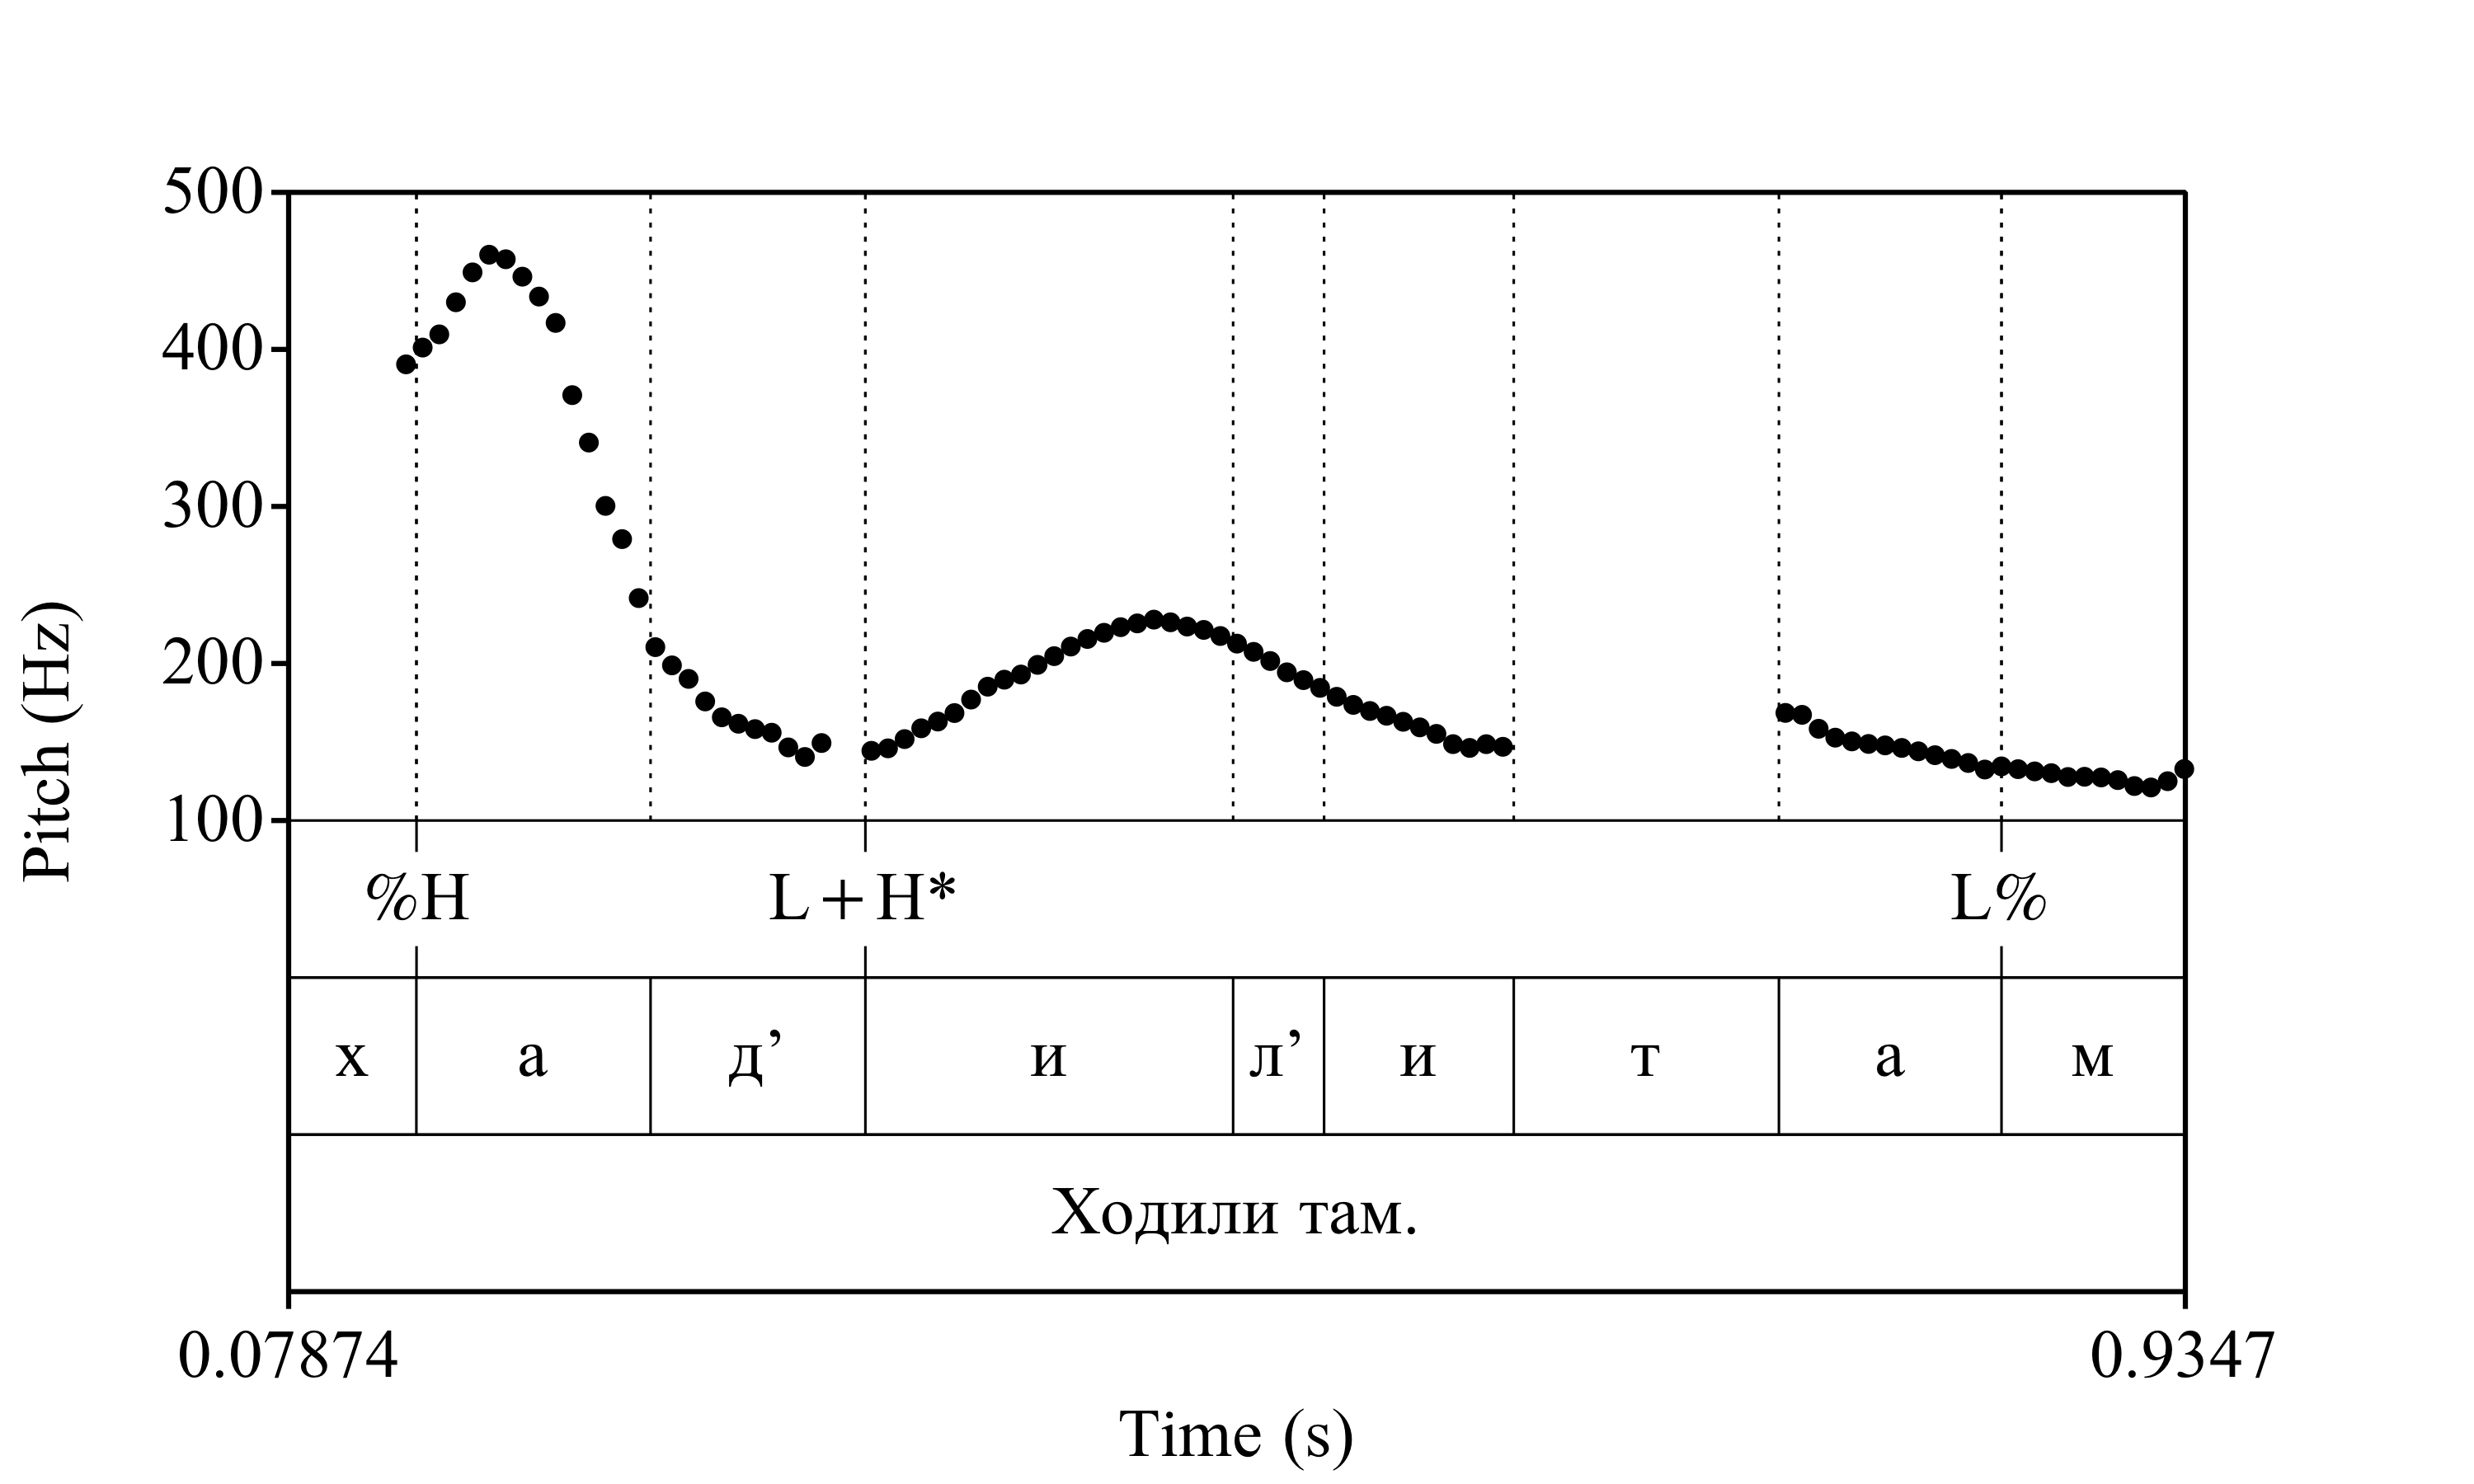 500
400
300
200
100
Pitch (Hz)
%H L+H* L%
х а д’ и л’ и т а м
Ходили там.
0.07874 0.9347
Time (s)